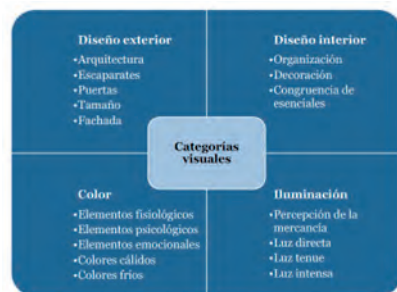 Diseño exterior
•Arquitectura
•Escaparates
•Puertas
•Tamaño
•Fachada
Diseño interior
•Organización
•Decoración
•Congruencia de
esenciales
Categorías
visuales
Color
•Elementos fisiológicos
•Elementos psicológicos
•Elementos emocionales
•Colores cálidos
•Colores fríos
Iluminación
•Percepción de la
mercancía
•Luz directa
•Luz tenue
•Luz intensa